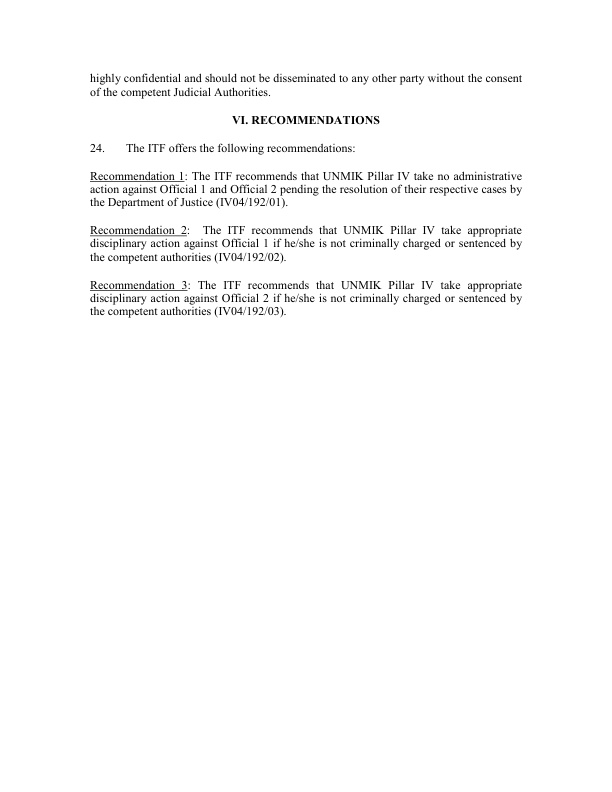 highly confidential and should not be disseminated to any other party without the consent
of the competent Judicial Authorities.
VI. RECOMMENDATIONS
24. The ITF offers the following recommendations:
Recommendation 1: The ITF recommends that UNMIK Pillar IV take no administrative
action against Official 1 and Official 2 pending the resolution of their respective cases by
the Department of Justice (IV04/192/01).
Recommendation 2: The ITF recommends that UNMIK Pillar IV take appropriate
disciplinary action against Official 1 if he/she is not criminally charged or sentenced by
the competent authorities (IV04/192/02).
Recommendation 3: The ITF recommends that UNMIK Pillar IV take appropriate
disciplinary action against Official 2 if he/she is not criminally charged or sentenced by
the competent authorities (IV04/192/03).